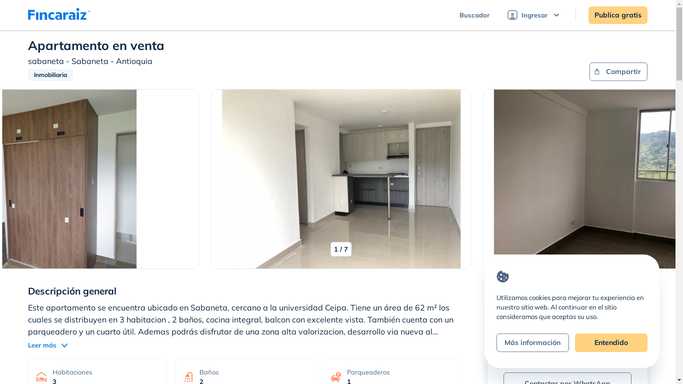 Fincaraiz
Buscador
Ingresar
Publica gratis
Apartamento en venta
sabaneta - Sabaneta - Antioquia
Inmobiliaria
Compartir
1 / 7
Descripción general
Este apartamento se encuentra ubicado en Sabaneta, cercano a la universidad Ceipa. Tiene un área de 62 m² los
cuales se distribuyen en 3 habitacion , 2 baños, cocina integral, balcon con excelente vista. También cuenta con un
parqueadero y un cuarto útil. Ademas podrás disfrutar de una zona alta valorizacion, desarrollo via nueva al...
Leer más
Habitaciones
3
Baños
2
Parqueaderos
1
Utilizamos cookies para mejorar tu experiencia en
nuestro sitio web. Al continuar en el sitio
consideramos que aceptas su uso.
Más información
Entendido
Contactar por WhatsApp